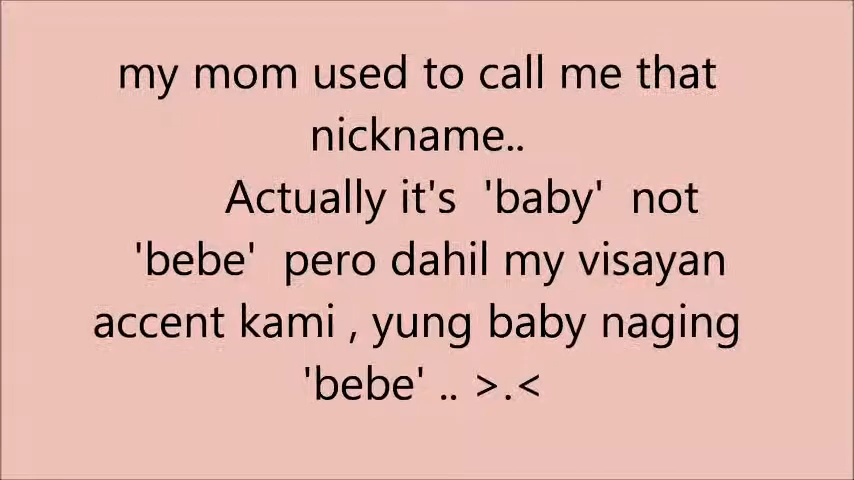 my mom used to call me that
nickname..
Actually it's 'baby' not
'bebe' pero dahil my visayan
accent kami , yung baby naging
'bebe' .. >.<